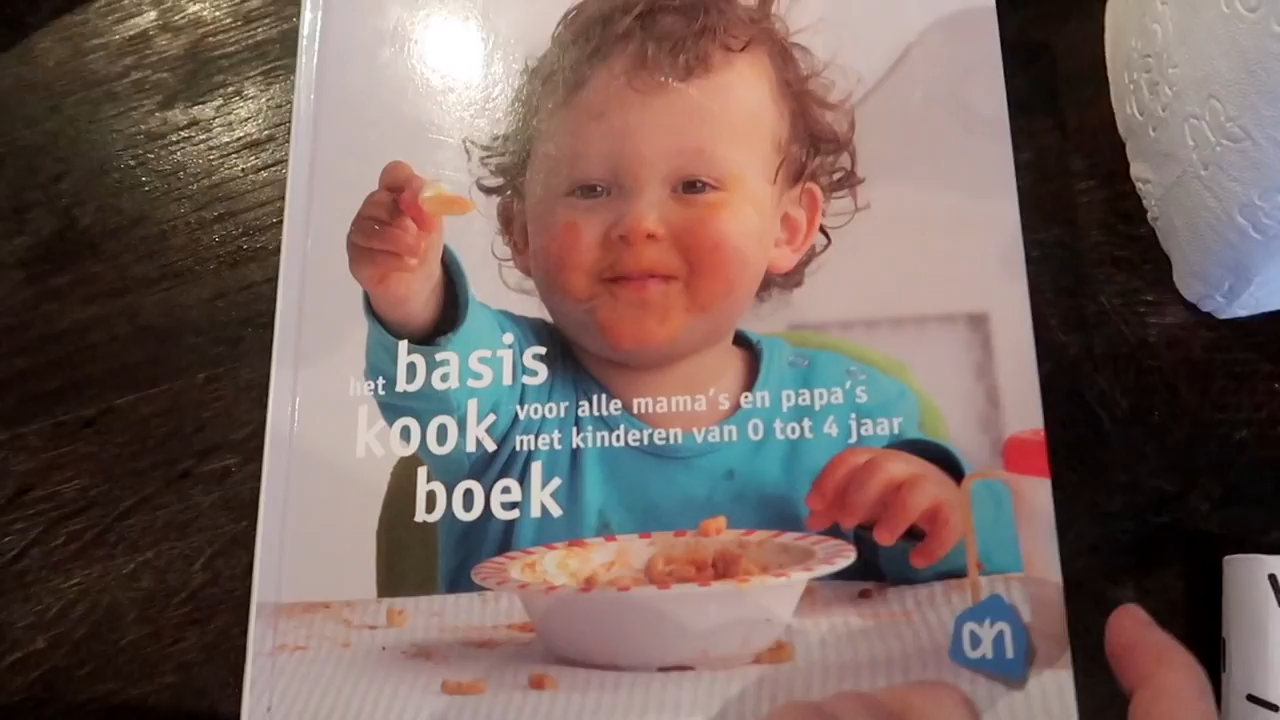 het basis
kook
boek
voor alle mama's en papa's
met kinderen van 0 tot 4 jaar
ah